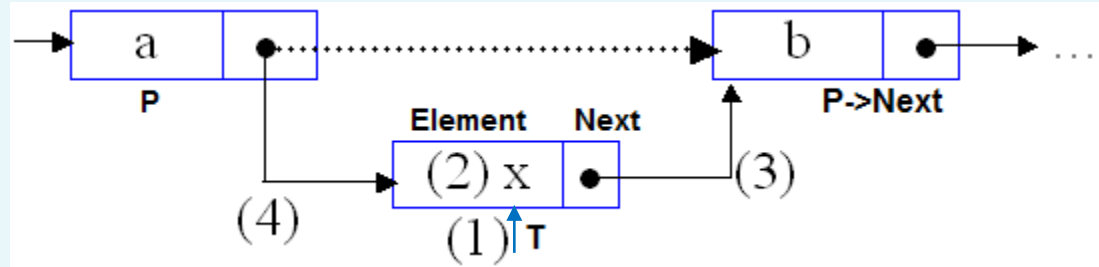 a b ...
P P->Next
Element Next
(2) x (3)
(4) (1) T